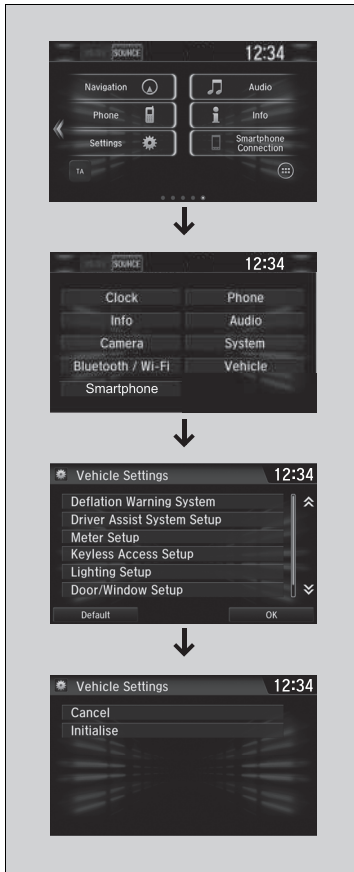 SOURCE 12:34
Navigation Audio
Phone Info
Settings Smartphone
Connection
TA
SOURCE 12:34
Clock Phone
Info Audio
Camera System
Bluetooth / Wi-Fi Vehicle
Smartphone
Vehicle Settings 12:34
Deflation Warning System
Driver Assist System Setup
Meter Setup
Keyless Access Setup
Lighting Setup
Door/Window Setup
Default OK
Vehicle Settings 12:34
Cancel
Initialise